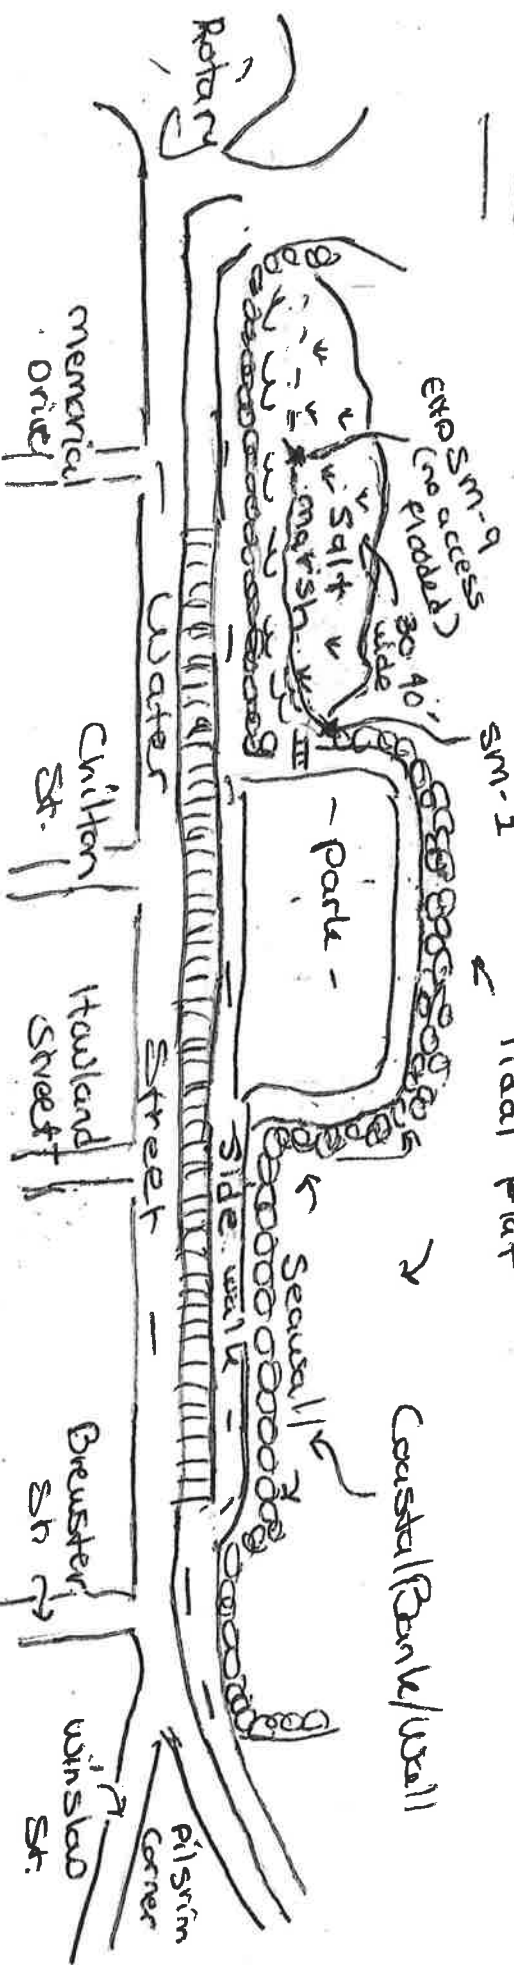 Rotary
Memorial
Drive
EHD SM-9
(no access
flooded)
30-40'
wide
Salt
marsh
SM-1
Water
Street
Chilton
St.
- Park -
Howland
Street
Side walk
Seawall
Tidal Flat
Coastal Bank/Wall
Brewster
St.
Winslow
St.
Pilgrim
Corner